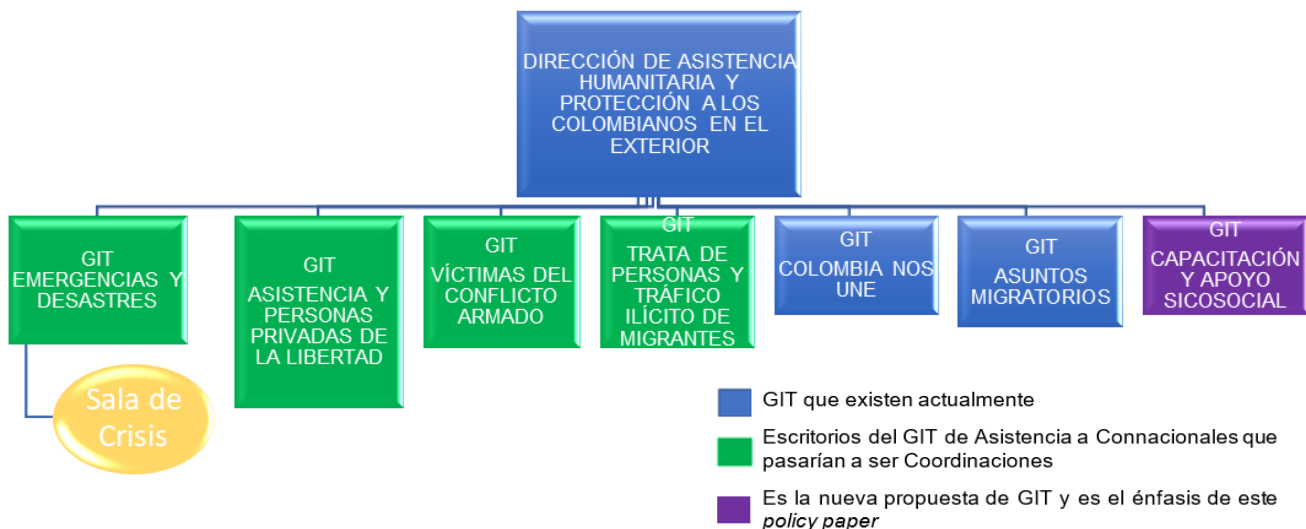 DIRECCIÓN DE ASISTENCIA
HUMANITARIA Y
PROTECCIÓN A LOS
COLOMBIANOS EN EL
EXTERIOR
GIT
EMERGENCIAS Y
DESASTRES
GIT
ASISTENCIA Y
PERSONAS
PRIVADAS DE
LA LIBERTAD
GIT
VÍCTIMAS DEL
CONFLICTO
ARMADO
GIT
TRATA DE
PERSONAS Y
TRÁFICO
ILÍCITO DE
MIGRANTES
GIT
COLOMBIA NOS
UNE
GIT
ASUNTOS
MIGRATORIOS
GIT
CAPACITACIÓN
Y APOYO
SICOSOCIAL
Sala de
Crisis
GIT que existen actualmente
Escritorios del GIT de Asistencia a Connacionales que
pasarían a ser Coordinaciones
Es la nueva propuesta de GIT y es el énfasis de este
policy paper